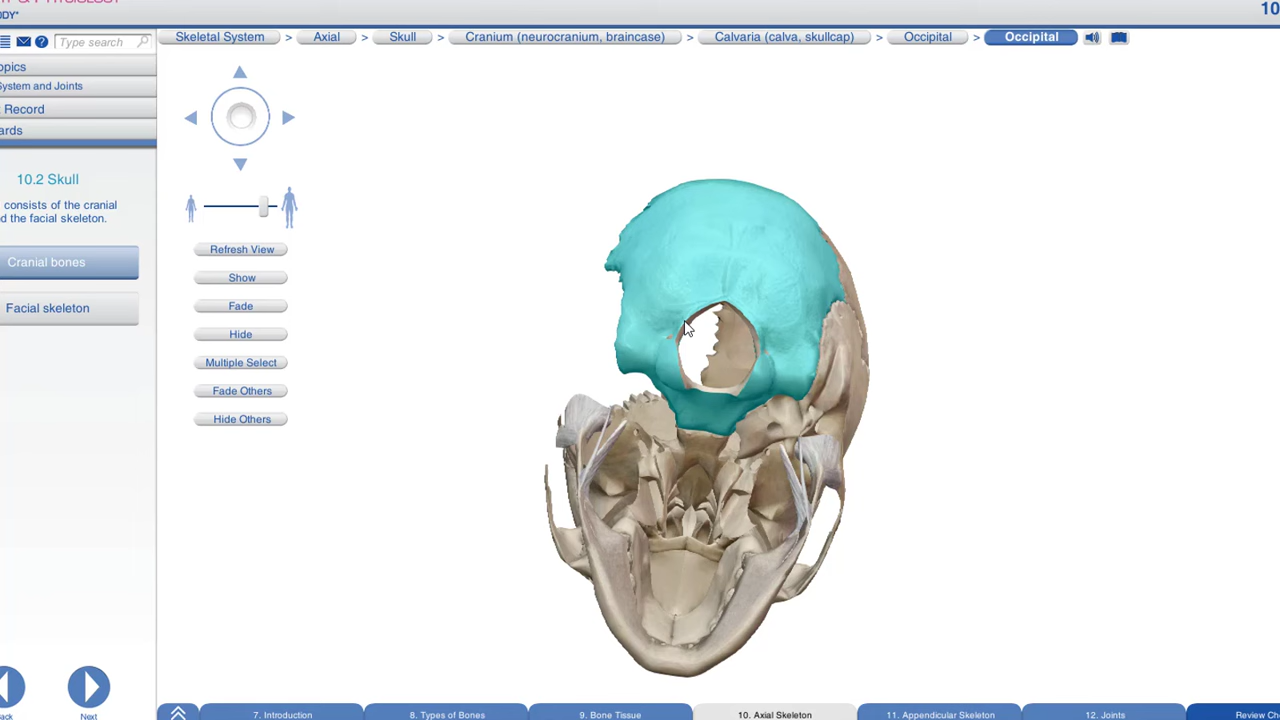 10
Type search
Skeletal System > Axial > Skull > Cranium (neurocranium, braincase) > Calvaria (calva, skullcap) > Occipital > Occipital
opics
System and Joints
Record
ards
10.2 Skull
consists of the cranial
d the facial skeleton.
Cranial bones
Facial skeleton
Refresh View
Show
Fade
Hide
Multiple Select
Fade Others
Hide Others
Back
Next
7. Introduction
8. Types of Bones
9. Bone Tissue
10. Axial Skeleton
11. Appendicular Skeleton
12. Joints
Review Ch